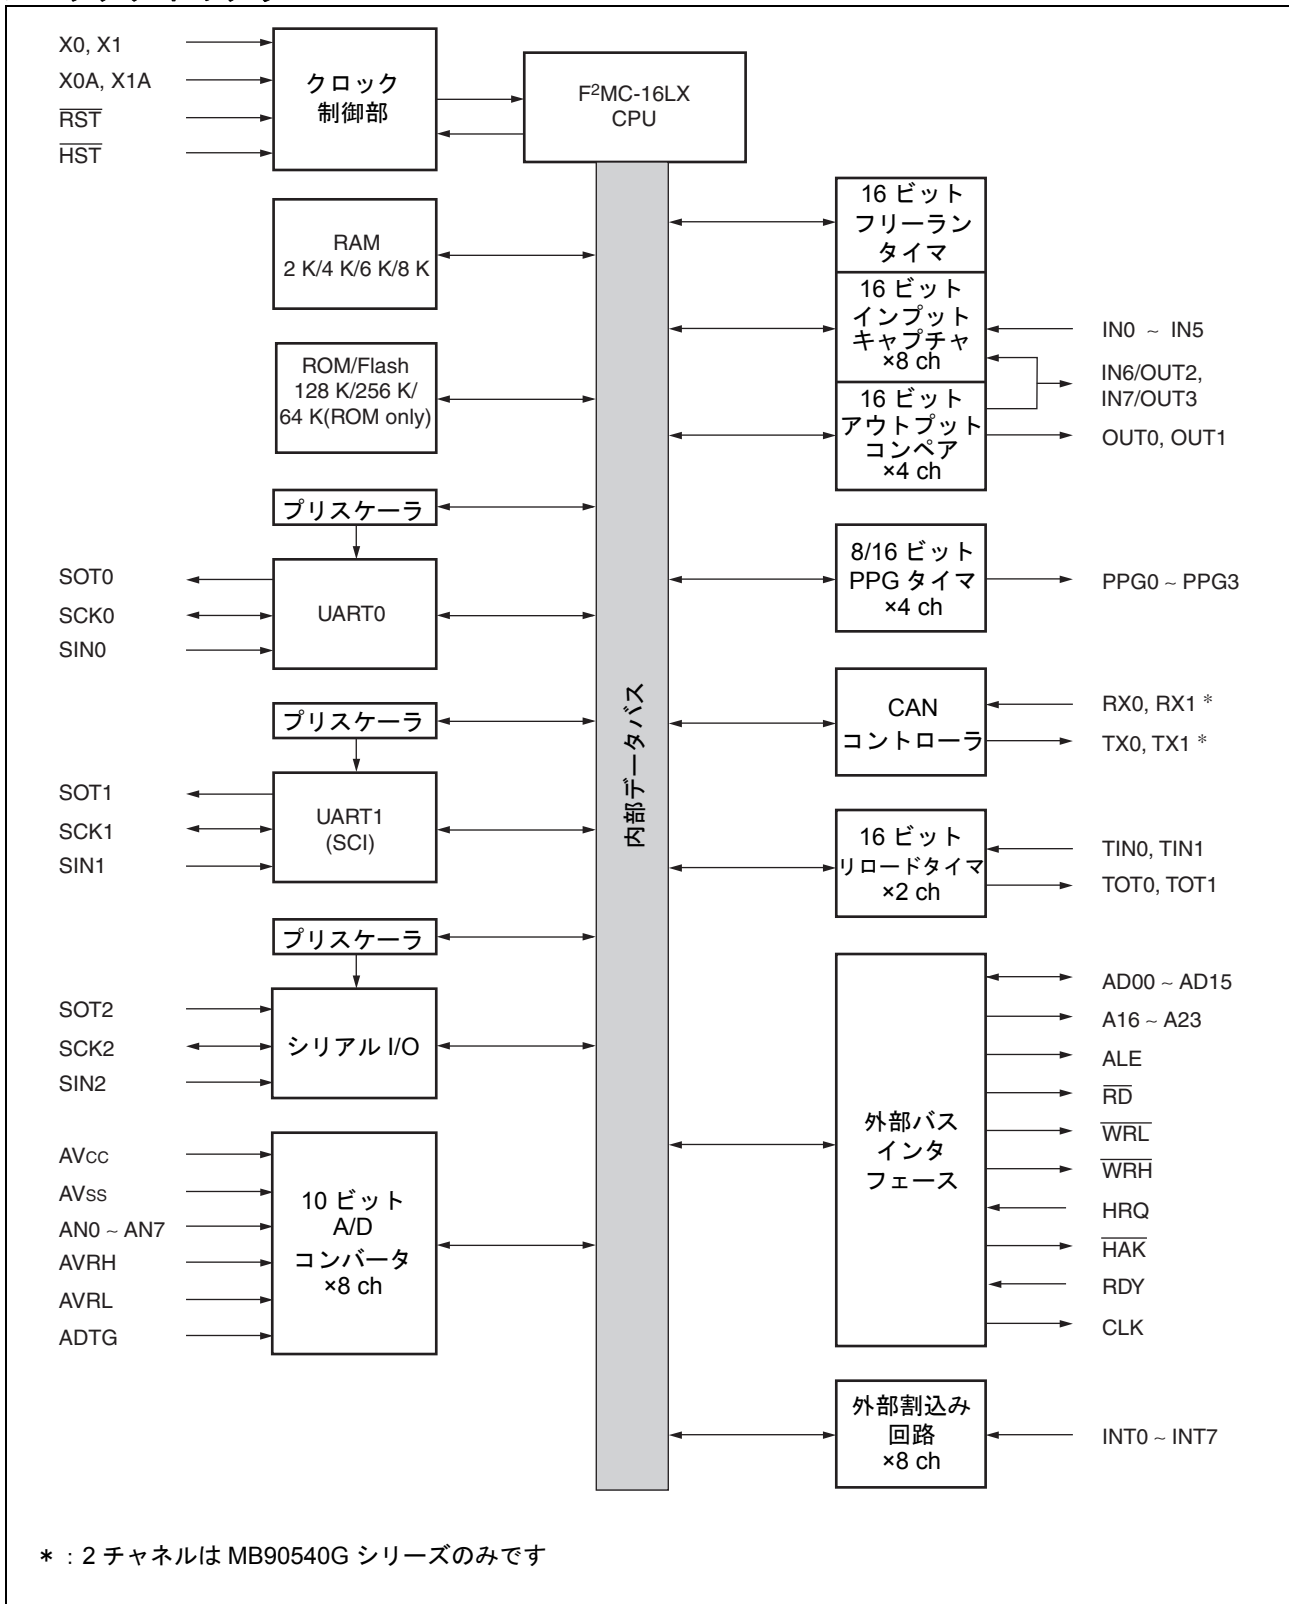 X0, X1
X0A, X1A
RST
HST
クロック
制御部
F²MC-16LX
CPU
RAM
2 K/4 K/6 K/8 K
ROM/Flash
128 K/256 K/
64 K(ROM only)
プリスケーラ
SOT0
SCK0
SIN0
UART0
プリスケーラ
SOT1
SCK1
SIN1
UART1
(SCI)
プリスケーラ
SOT2
SCK2
SIN2
シリアル I/O
AVCC
AVSS
AN0 ~ AN7
AVRH
AVRL
ADTG
10 ビット
A/D
コンバータ
×8 ch
内部データバス
16 ビット
フリーラン
タイマ
16 ビット
インプット
キャプチャ
×8 ch
16 ビット
アウトプット
コンペア
×4 ch
IN0 ~ IN5
IN6/OUT2,
IN7/OUT3
OUT0, OUT1
8/16 ビット
PPG タイマ
×4 ch
PPG0 ~ PPG3
CAN
コントローラ
RX0, RX1 *
TX0, TX1 *
16 ビット
リロードタイマ
×2 ch
TIN0, TIN1
TOT0, TOT1
外部バス
インタ
フェース
AD00 ~ AD15
A16 ~ A23
ALE
RD
WRL
WRH
HRQ
HAK
RDY
CLK
外部割込み
回路
×8 ch
INT0 ~ INT7
* : 2 チャネルは MB90540G シリーズのみです